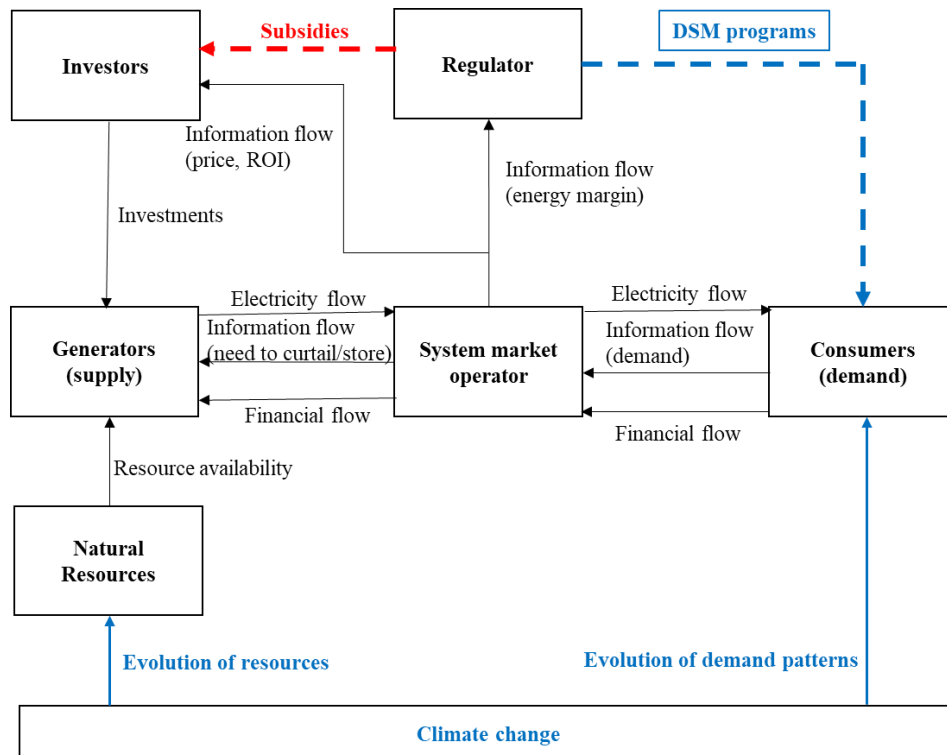 Subsidies
DSM programs
Investors
Regulator
Information flow
(price, ROI)
Information flow
(energy margin)
Investments
Electricity flow
Electricity flow
Generators
(supply)
Information flow
(need to curtail/store)
System market
operator
Information flow
(demand)
Consumers
(demand)
Financial flow
Financial flow
Resource availability
Natural
Resources
Evolution of resources
Evolution of demand patterns
Climate change